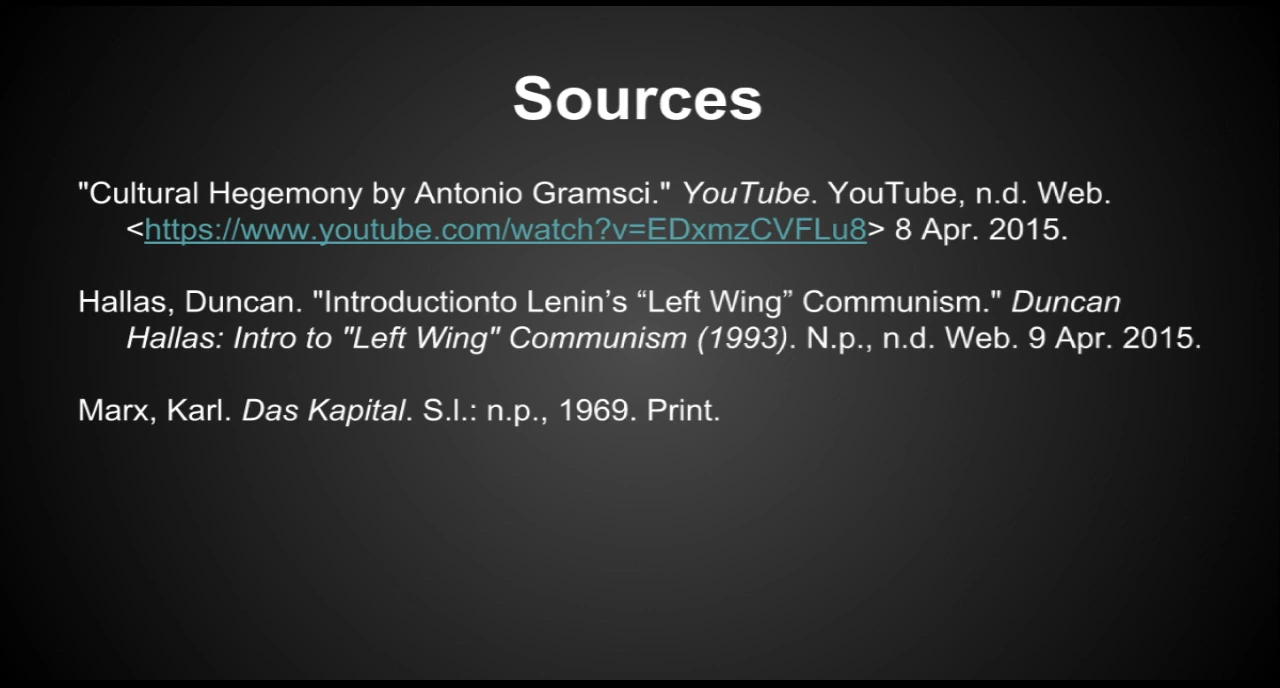 Sources
"Cultural Hegemony by Antonio Gramsci." YouTube. YouTube, n.d. Web.
<https://www.youtube.com/watch?v=EDxmzCVFLu8> 8 Apr. 2015.
Hallas, Duncan. "Introductionto Lenin’s “Left Wing” Communism." Duncan
Hallas: Intro to "Left Wing" Communism (1993). N.p., n.d. Web. 9 Apr. 2015.
Marx, Karl. Das Kapital. S.l.: n.p., 1969. Print.